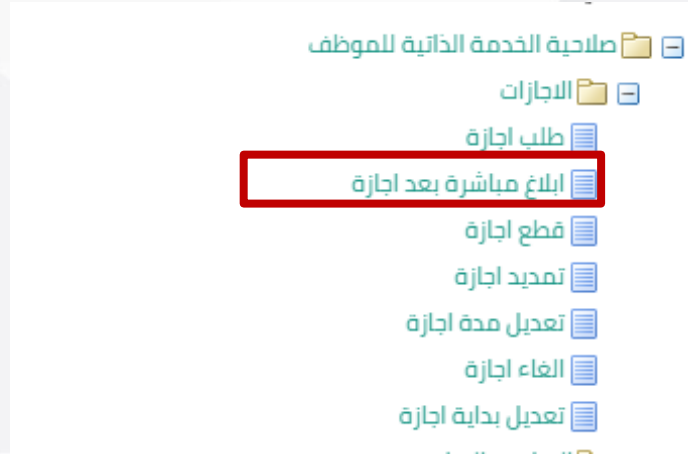 صلاحية الخدمة الذاتية للموظف
الاجازات
طلب اجازة
ابلاغ مباشرة بعد اجازة
قطع اجازة
تمديد اجازة
تعديل مدة اجازة
الغاء اجازة
تعديل بداية اجازة